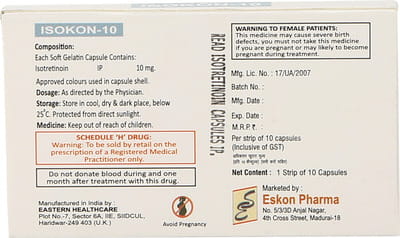 ISOKON-10
Composition:
Each Soft Gelatin Capsule Contains:
Isotretinoin IP 10 mg.
Approved colours used in capsule shell.
Dosage: As directed by the Physician.
Storage: Store in cool, dry & dark place, below
25°C. Protected from direct sunlight.
Medicine: Keep out of reach of children.
SCHEDULE 'H' DRUG:
Warning: To be sold by retail on the
prescription of a Registered Medical
Practitioner only.
Do not donate blood during and one
month after treatment with this drug.
Manufactured in India by
EASTERN HEALTHCARE
Plot No.-7, Sector 6A, IIE, SIIDCUL,
Haridwar-249 403 (U.K.)
Avoid Pregnancy
READ ISOTRETINOIN CAPSULES IP.
WARNING TO FEMALE PATIENTS:
This medicine may cause severe birth
defects, you must not take this medicine
if you are pregnant or may likely to become
pregnant during treatment.
Mfg. Lic. No. : 17/UA/2007
Batch No. :
Mfg. Date :
Exp. Date :
M.R.P. ₹ :
Per strip of 10 capsules
(Inclusive of GST)
Net Content : 1 Strip of 10 Capsules
Marketed by :
Eskon Pharma
No. 5/3/3D Anjal Nagar,
4th Cross Street, Madurai-18